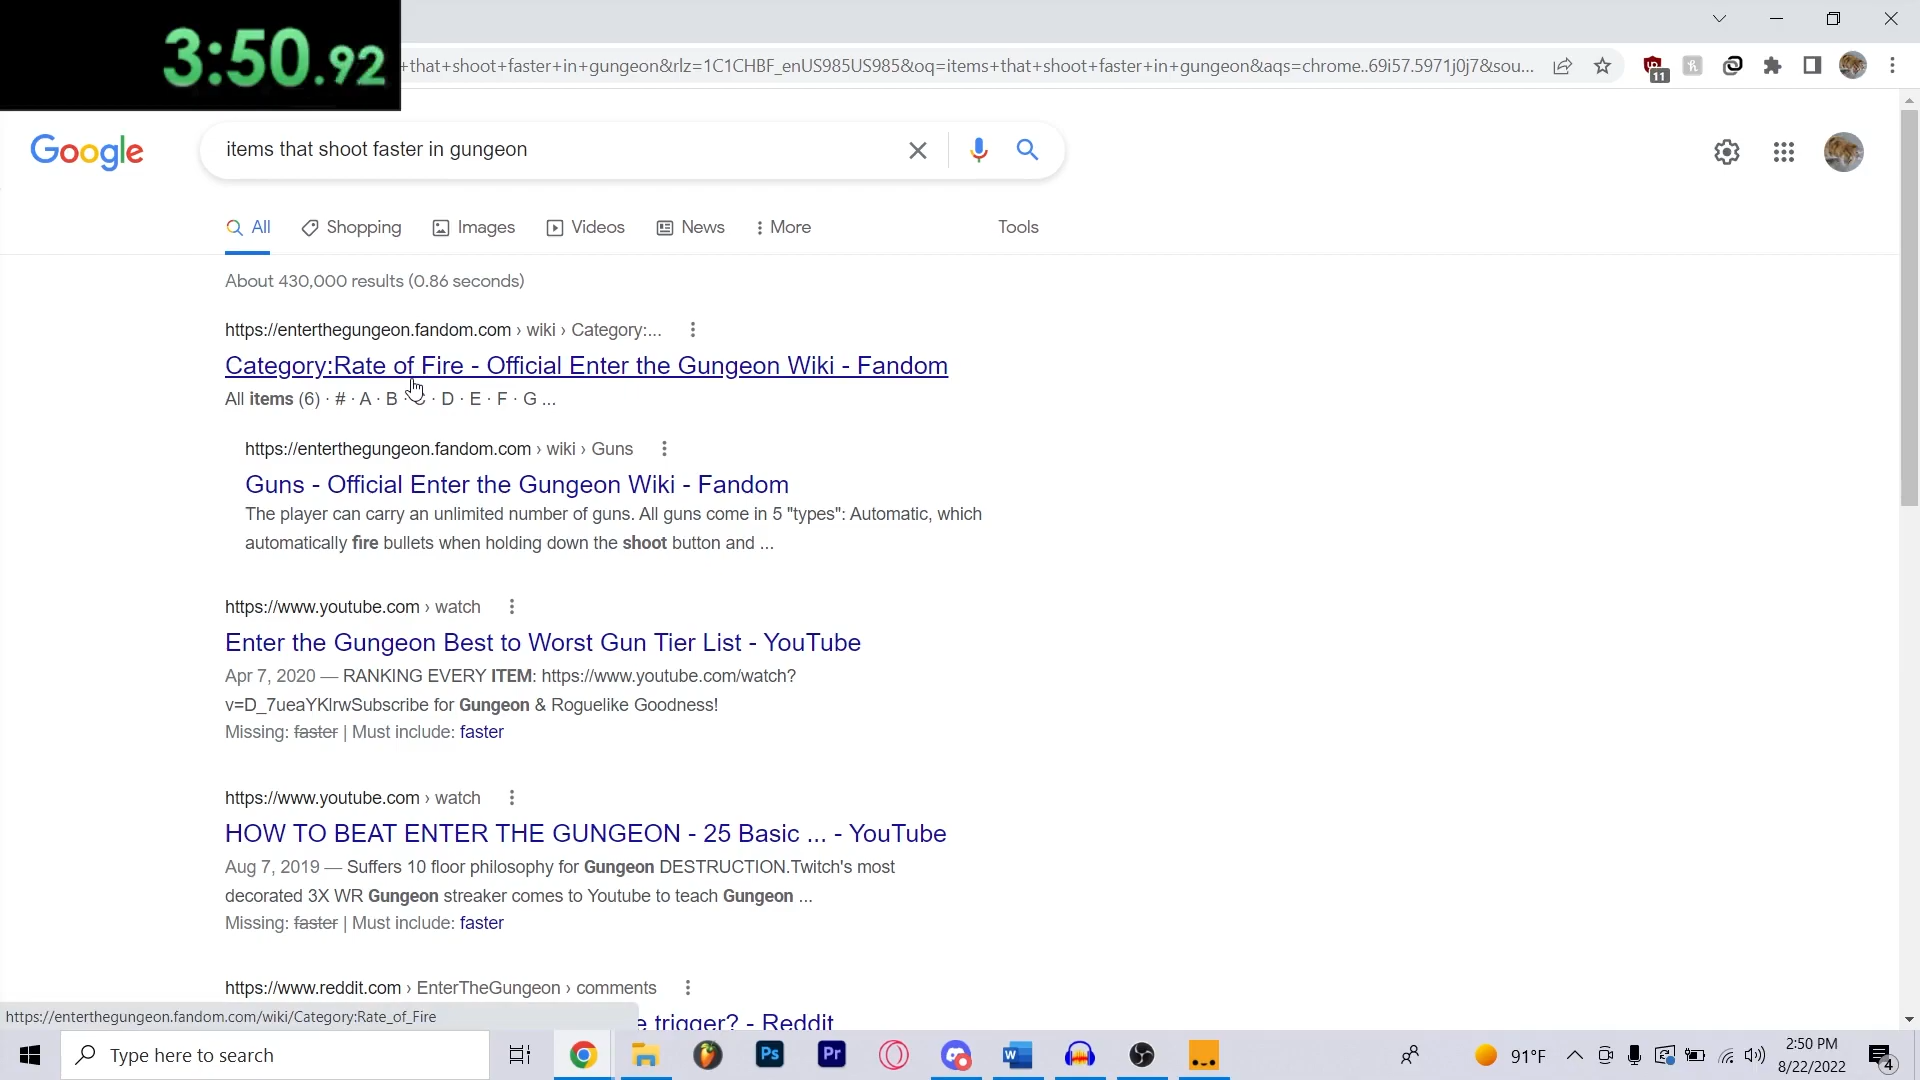 3:50.92
+that+shoot+faster+in+gungeon&rlz=1C1CHBF_enUS985US985&oq=items+that+shoot+faster+in+gungeon&aqs=chrome..69i57.5971j0j7&sou...
11
Google
items that shoot faster in gungeon
All
Shopping
Images
Videos
News
More
Tools
About 430,000 results (0.86 seconds)
https://enterthegungeon.fandom.com › wiki › Category:...
Category:Rate of Fire - Official Enter the Gungeon Wiki - Fandom
All items (6) · # · A · B · C · D · E · F · G ...
https://enterthegungeon.fandom.com › wiki › Guns
Guns - Official Enter the Gungeon Wiki - Fandom
The player can carry an unlimited number of guns. All guns come in 5 "types": Automatic, which
automatically fire bullets when holding down the shoot button and ...
https://www.youtube.com › watch
Enter the Gungeon Best to Worst Gun Tier List - YouTube
Apr 7, 2020 — RANKING EVERY ITEM: https://www.youtube.com/watch?
v=D_7ueaYKlrwSubscribe for Gungeon & Roguelike Goodness!
Missing: faster | Must include: faster
https://www.youtube.com › watch
HOW TO BEAT ENTER THE GUNGEON - 25 Basic ... - YouTube
Aug 7, 2019 — Suffers 10 floor philosophy for Gungeon DESTRUCTION.Twitch's most
decorated 3X WR Gungeon streaker comes to Youtube to teach Gungeon ...
Missing: faster | Must include: faster
https://www.reddit.com › EnterTheGungeon › comments
e trigger? - Reddit
https://enterthegungeon.fandom.com/wiki/Category:Rate_of_Fire
Type here to search
Ps
Pr
W
91°F
2:50 PM
8/22/2022
4